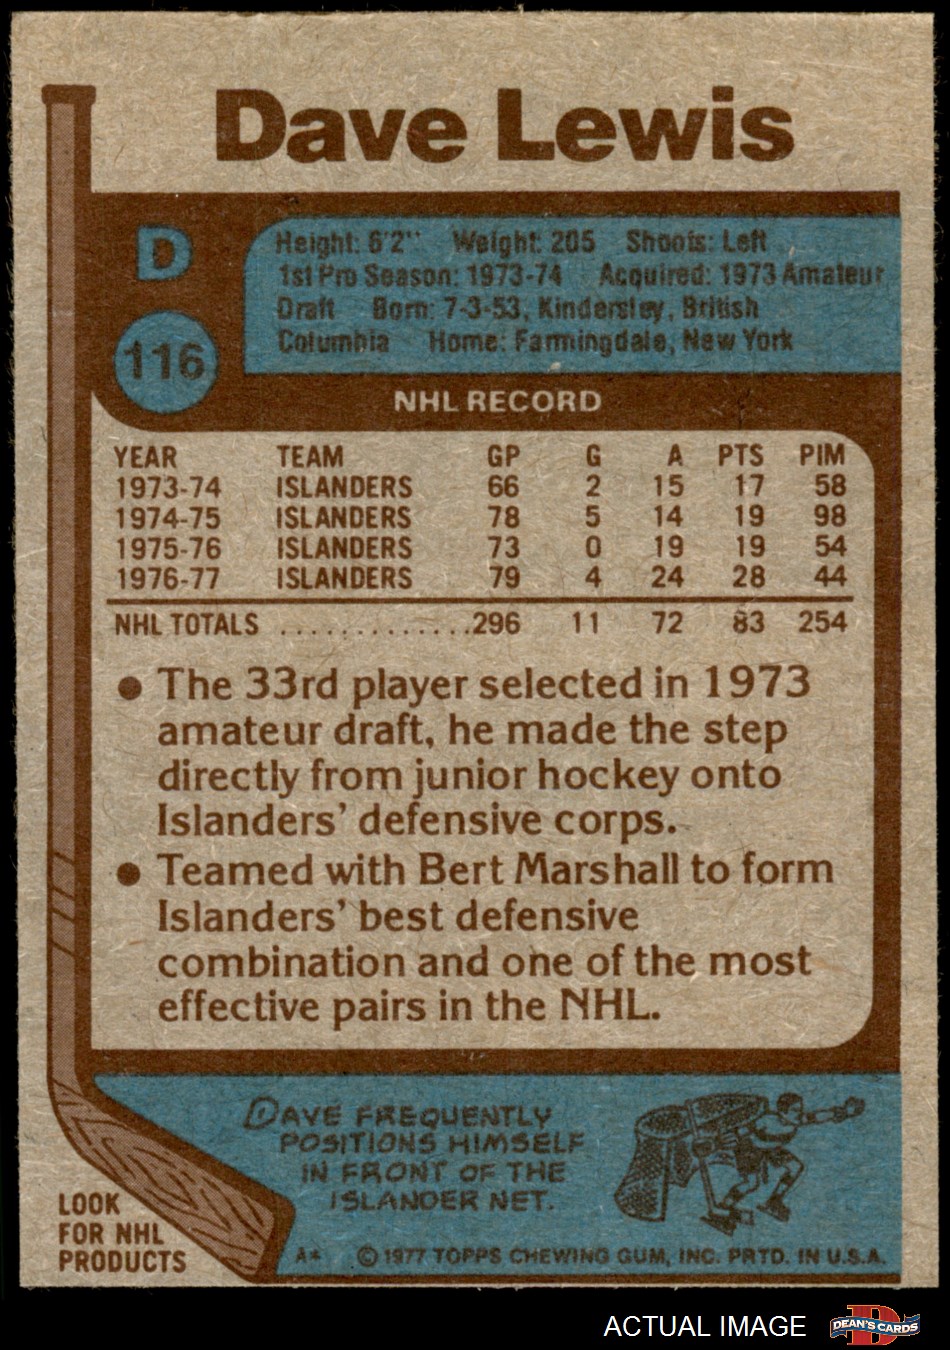 Dave Lewis
D
116
Height: 6'2" Weight: 205 Shoots: Left
1st Pro Season: 1973-74 Acquired: 1973 Amateur
Draft Born: 7-3-53, Kindersley, British
Columbia Home: Farmingdale, New York
NHL RECORD
YEAR TEAM GP G A PTS PIM
1973-74 ISLANDERS 66 2 15 17 58
1974-75 ISLANDERS 78 5 14 19 98
1975-76 ISLANDERS 73 0 19 19 54
1976-77 ISLANDERS 79 4 24 28 44
NHL TOTALS .............296 11 72 83 254
● The 33rd player selected in 1973
amateur draft, he made the step
directly from junior hockey onto
Islanders' defensive corps.
● Teamed with Bert Marshall to form
Islanders' best defensive
combination and one of the most
effective pairs in the NHL.
DAVE FREQUENTLY
POSITIONS HIMSELF
IN FRONT OF THE
ISLANDER NET.
LOOK
FOR NHL
PRODUCTS
A* © 1977 TOPPS CHEWING GUM, INC. PRTD. IN U.S.A.
ACTUAL IMAGE
D
DEAN'S CARDS